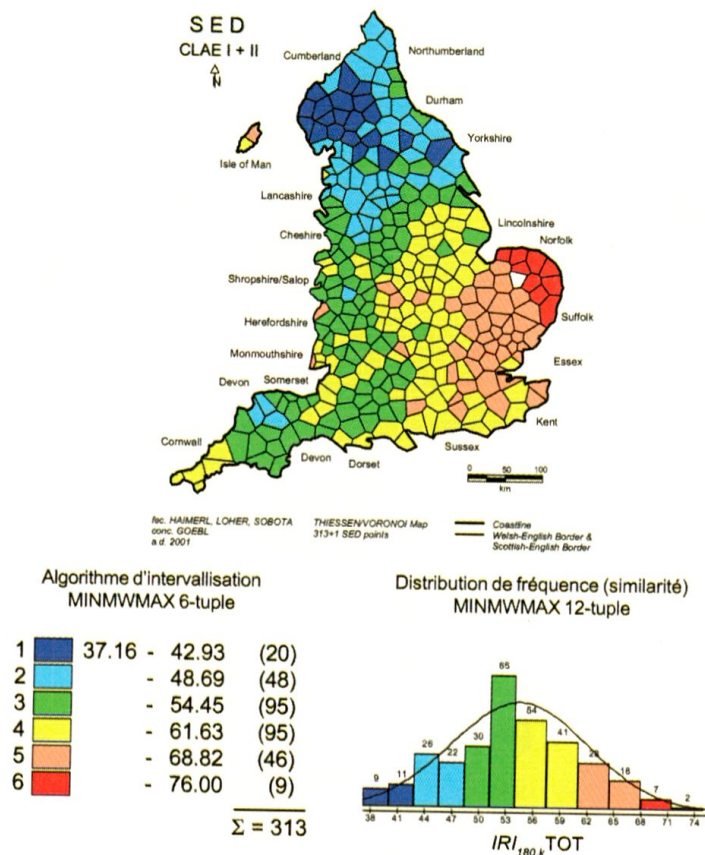 SED
CLAE I + II
N
Cumberland
Northumberland
Durham
Yorkshire
Isle of Man
Lancashire
Lincolnshire
Cheshire
Norfolk
Shropshire/Salop
Suffolk
Herefordshire
Monmouthshire
Essex
Devon
Somerset
Kent
Cornwall
Sussex
Devon
Dorset
0 50 100
km
fec. HAIMERL, LOHER, SOBOTA
conc. GOEBL
a.d. 2001
THIESSEN/VORONOI Map
313+1 SED points
Coastline
Welsh-English Border &
Scottish-English Border
Algorithme d'intervallisation
MINMWMAX 6-tuple
1 37.16 - 42.93 (20)
2 - 48.69 (48)
3 - 54.45 (95)
4 - 61.63 (95)
5 - 68.82 (46)
6 - 76.00 (9)
Σ = 313
Distribution de fréquence (similarité)
MINMWMAX 12-tuple
9 11 26 22 30 65 54 41 16 7 2
38 41 44 47 50 53 56 59 62 65 68 71 74
IRI180,k TOT